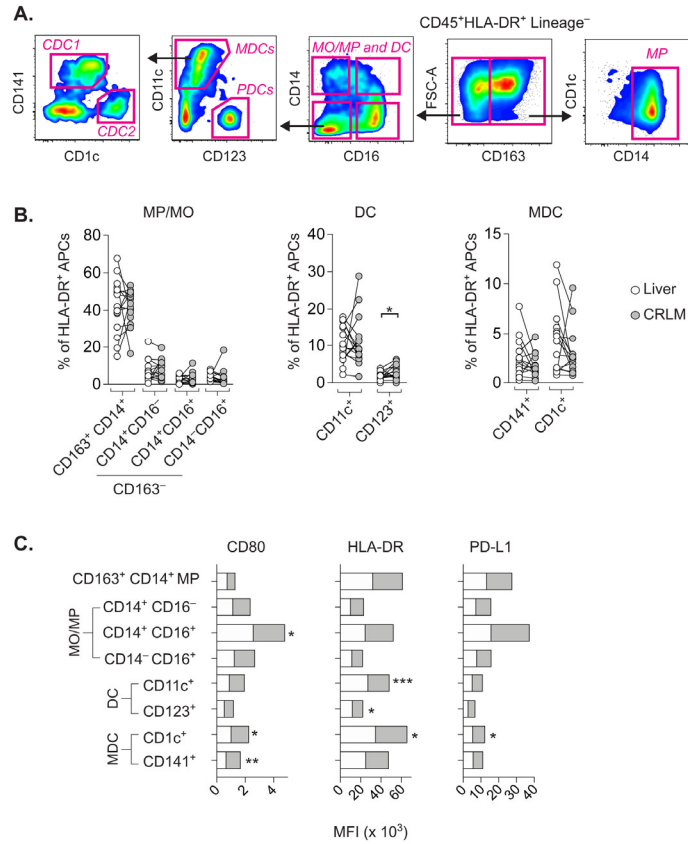 A.
CD45⁺HLA-DR⁺ Lineage⁻
CDC1
MDCs
MO/MP and DC
MP
CD141
CD11c
CD14
FSC-A
CD1c
PDCs
CDC2
CD1c
CD123
CD16
CD163
CD14
B.
MP/MO
DC
MDC
% of HLA-DR⁺ APCs
80
60
40
20
0
CD163⁺ CD14⁺
CD14⁺CD16⁻
CD14⁺CD16⁺
CD14⁻CD16⁺
CD163⁻
% of HLA-DR⁺ APCs
40
30
20
10
0
*
CD11c⁺
CD123⁺
% of HLA-DR⁺ APCs
15
10
5
0
CD141⁺
CD1c⁺
Liver
CRLM
C.
CD80
HLA-DR
PD-L1
CD163⁺ CD14⁺ MP
MO/MP
CD14⁺ CD16⁻
CD14⁺ CD16⁺
*
CD14⁻ CD16⁺
DC
CD11c⁺
***
CD123⁺
*
MDC
CD1c⁺
* * *
CD141⁺
**
0 2 4
0 20 40 60
0 10 20 30 40
MFI (x 10³)